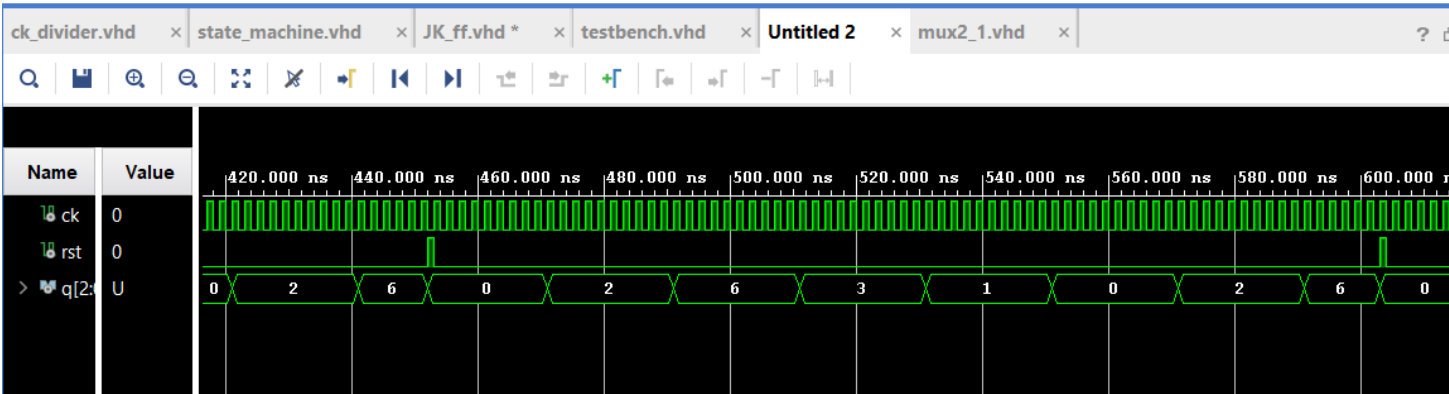 ck_divider.vhd × state_machine.vhd × JK_ff.vhd * × testbench.vhd × Untitled 2 × mux2_1.vhd × ?
Name Value 420.000 ns 440.000 ns 460.000 ns 480.000 ns 500.000 ns 520.000 ns 540.000 ns 560.000 ns 580.000 ns 600.000 n
ck 0
rst 0
> q[2: U 0 2 6 0 2 6 3 1 0 2 6 0